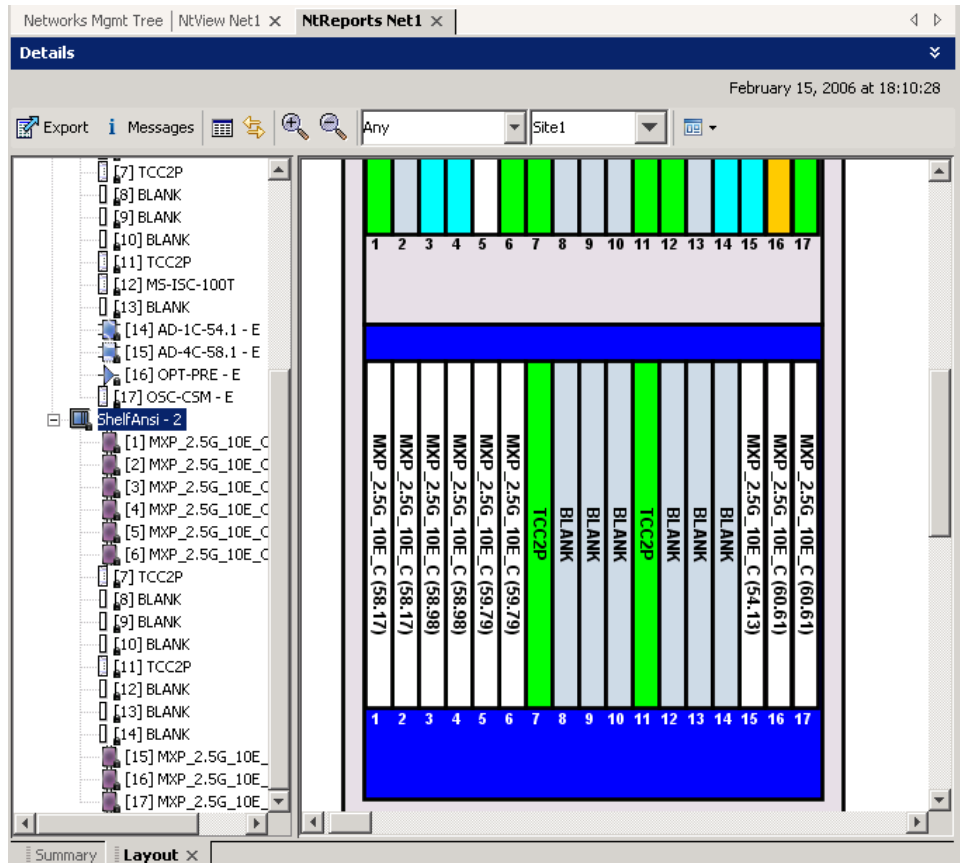 Networks Mgmt Tree NtView Net1 NtReports Net1
Details
February 15, 2006 at 18:10:28
Export Messages Any Site1
[7] TCC2P
[8] BLANK
[9] BLANK
[10] BLANK
[11] TCC2P
[12] MS-ISC-100T
[13] BLANK
[14] AD-1C-54.1 - E
[15] AD-4C-58.1 - E
[16] OPT-PRE - E
[17] OSC-CSM - E
ShelfAnsi - 2
[1] MXP_2.5G_10E_C
[2] MXP_2.5G_10E_C
[3] MXP_2.5G_10E_C
[4] MXP_2.5G_10E_C
[5] MXP_2.5G_10E_C
[6] MXP_2.5G_10E_C
[7] TCC2P
[8] BLANK
[9] BLANK
[10] BLANK
[11] TCC2P
[12] BLANK
[13] BLANK
[14] BLANK
[15] MXP_2.5G_10E_
[16] MXP_2.5G_10E_
[17] MXP_2.5G_10E_
1 2 3 4 5 6 7 8 9 10 11 12 13 14 15 16 17
MXP_2.5G_10E_C (58.17)
MXP_2.5G_10E_C (58.17)
MXP_2.5G_10E_C (58.98)
MXP_2.5G_10E_C (58.98)
MXP_2.5G_10E_C (59.79)
MXP_2.5G_10E_C (59.79)
TCC2P
BLANK
BLANK
BLANK
TCC2P
BLANK
BLANK
BLANK
MXP_2.5G_10E_C (54.13)
MXP_2.5G_10E_C (60.61)
MXP_2.5G_10E_C (60.61)
1 2 3 4 5 6 7 8 9 10 11 12 13 14 15 16 17
Summary Layout